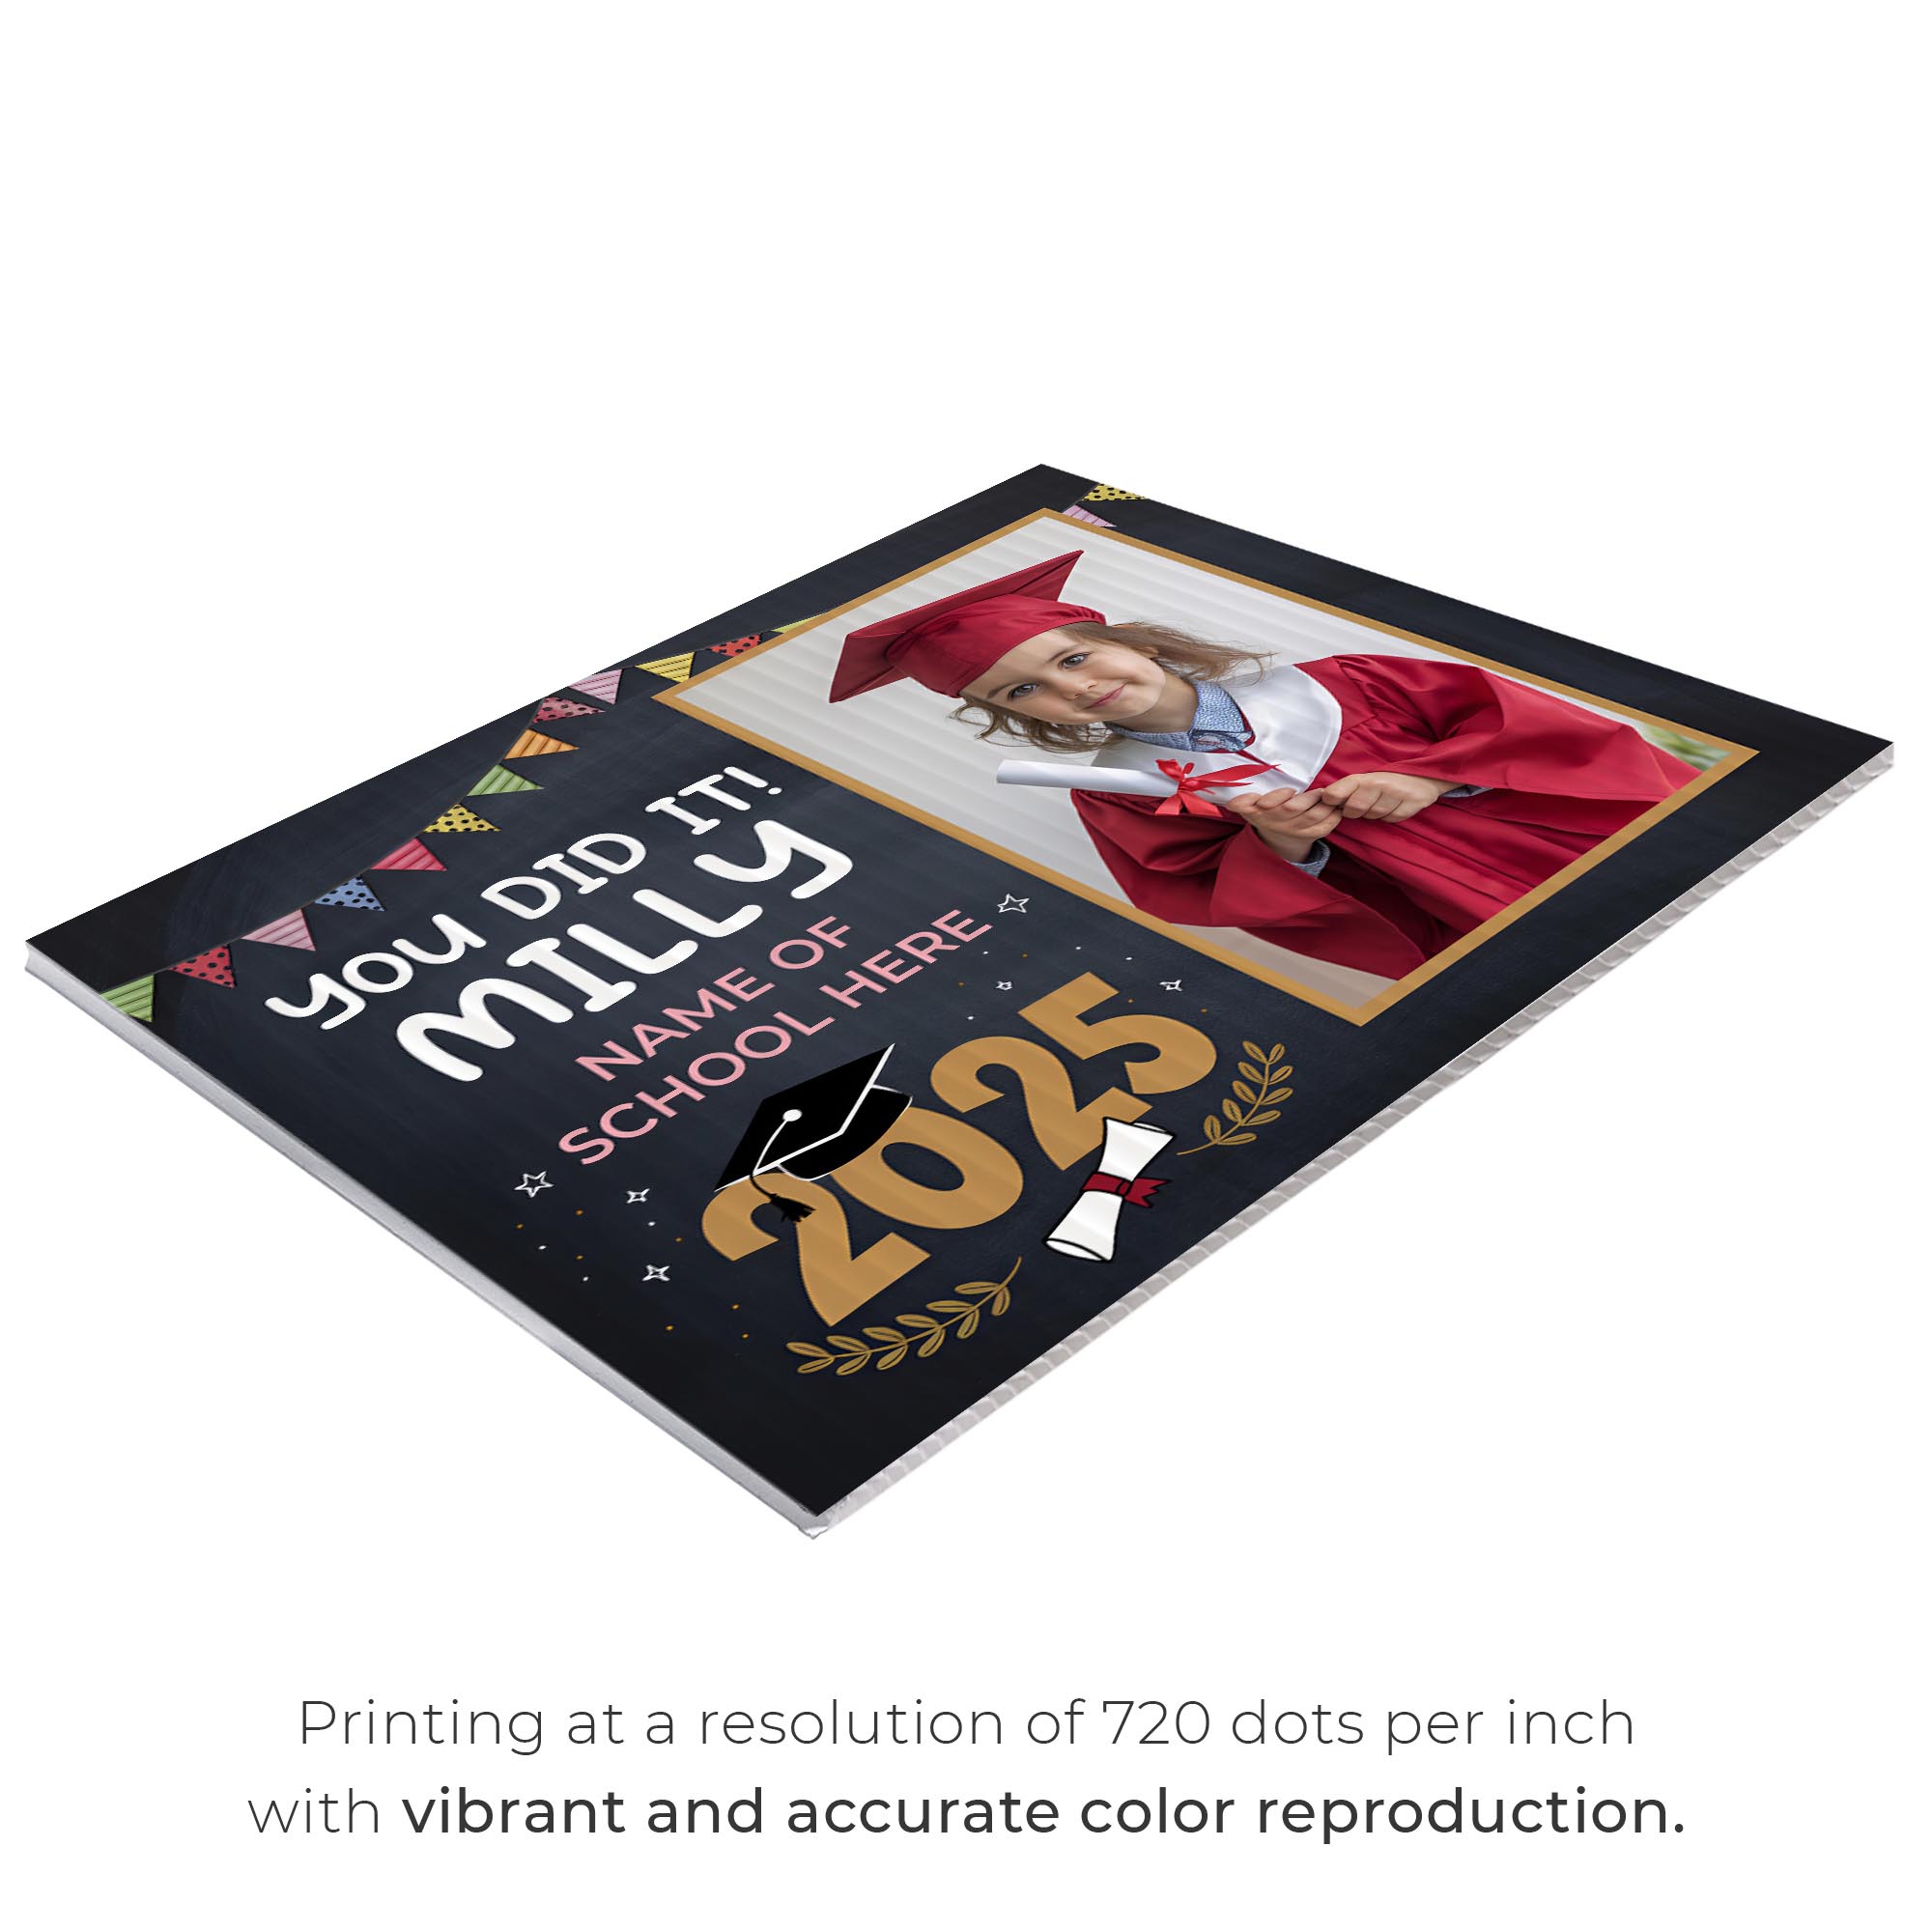 YOU DID IT!
MILLY
NAME OF
SCHOOL HERE
2025
Printing at a resolution of 720 dots per inch
with vibrant and accurate color reproduction.